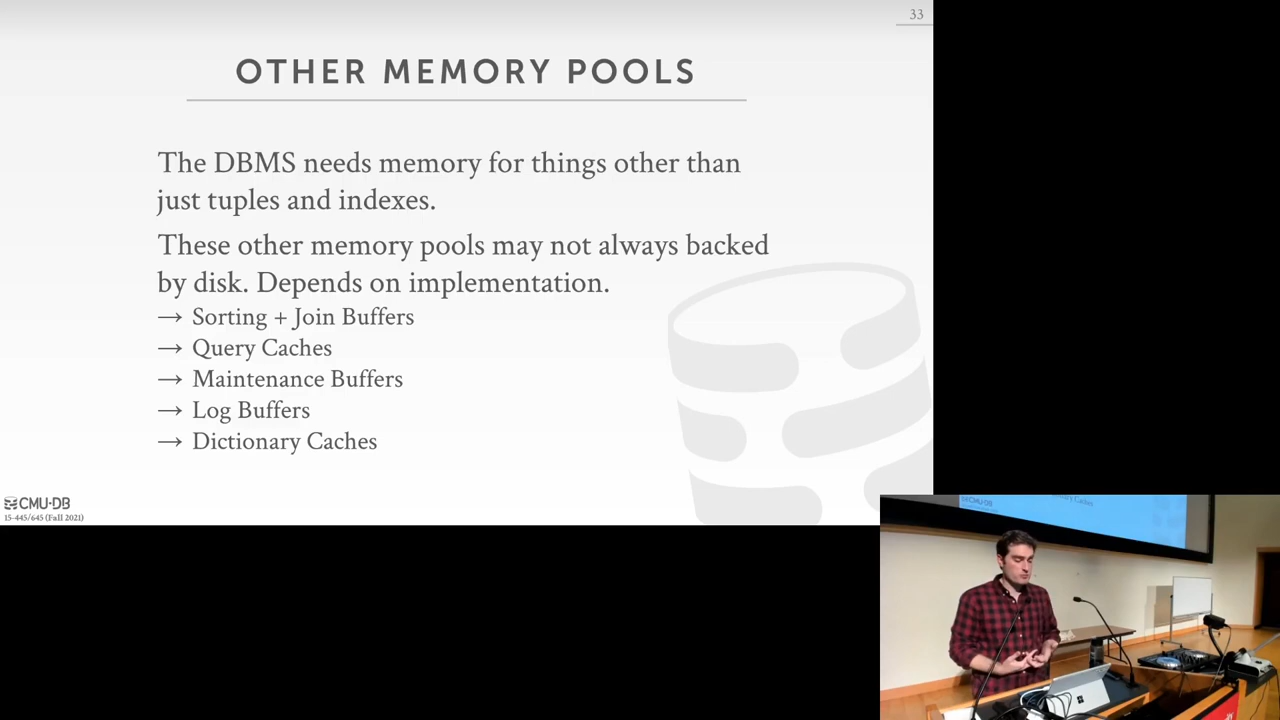 33
OTHER MEMORY POOLS
The DBMS needs memory for things other than
just tuples and indexes.
These other memory pools may not always backed
by disk. Depends on implementation.
→ Sorting + Join Buffers
→ Query Caches
→ Maintenance Buffers
→ Log Buffers
→ Dictionary Caches
CMU·DB
15-445/645 (Fall 2021)